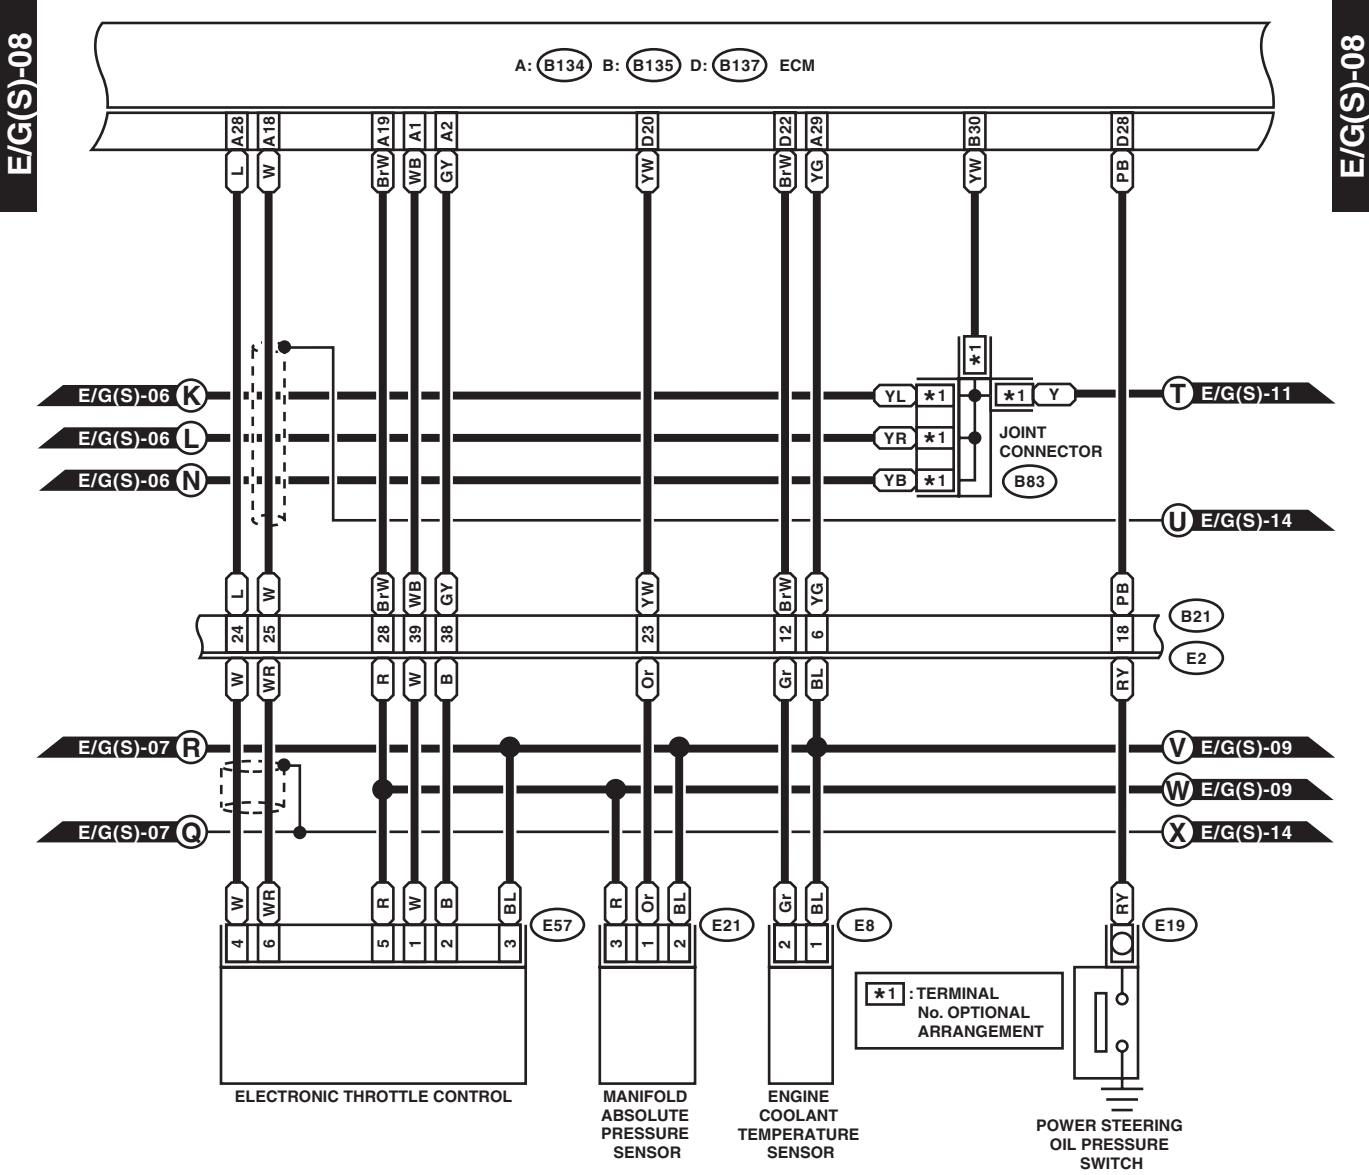 E/G(S)-08
E/G(S)-08
A: B134 B: B135 D: B137 ECM
A28 A18 A19 A1 A2 D20 D22 A29 B30 D28
L W BrW WB GY YW BrW YG YW PB
*1
E/G(S)-06 K YL *1 *1 Y T E/G(S)-11
E/G(S)-06 L YR *1 JOINT
CONNECTOR
E/G(S)-06 N YB *1 B83
U E/G(S)-14
L W BrW WB GY YW BrW YG PB
B21
24 25 28 39 38 23 12 6 18
E2
W WR R W B Or Gr BL RY
E/G(S)-07 R V E/G(S)-09
W E/G(S)-09
E/G(S)-07 Q X E/G(S)-14
W WR R W B BL R Or BL Gr BL RY
E57 E21 E8 E19
4 6 5 1 2 3 3 1 2 2 1
*1 : TERMINAL
No. OPTIONAL
ARRANGEMENT
ELECTRONIC THROTTLE CONTROL
MANIFOLD
ABSOLUTE
PRESSURE
SENSOR
ENGINE
COOLANT
TEMPERATURE
SENSOR
POWER STEERING
OIL PRESSURE
SWITCH